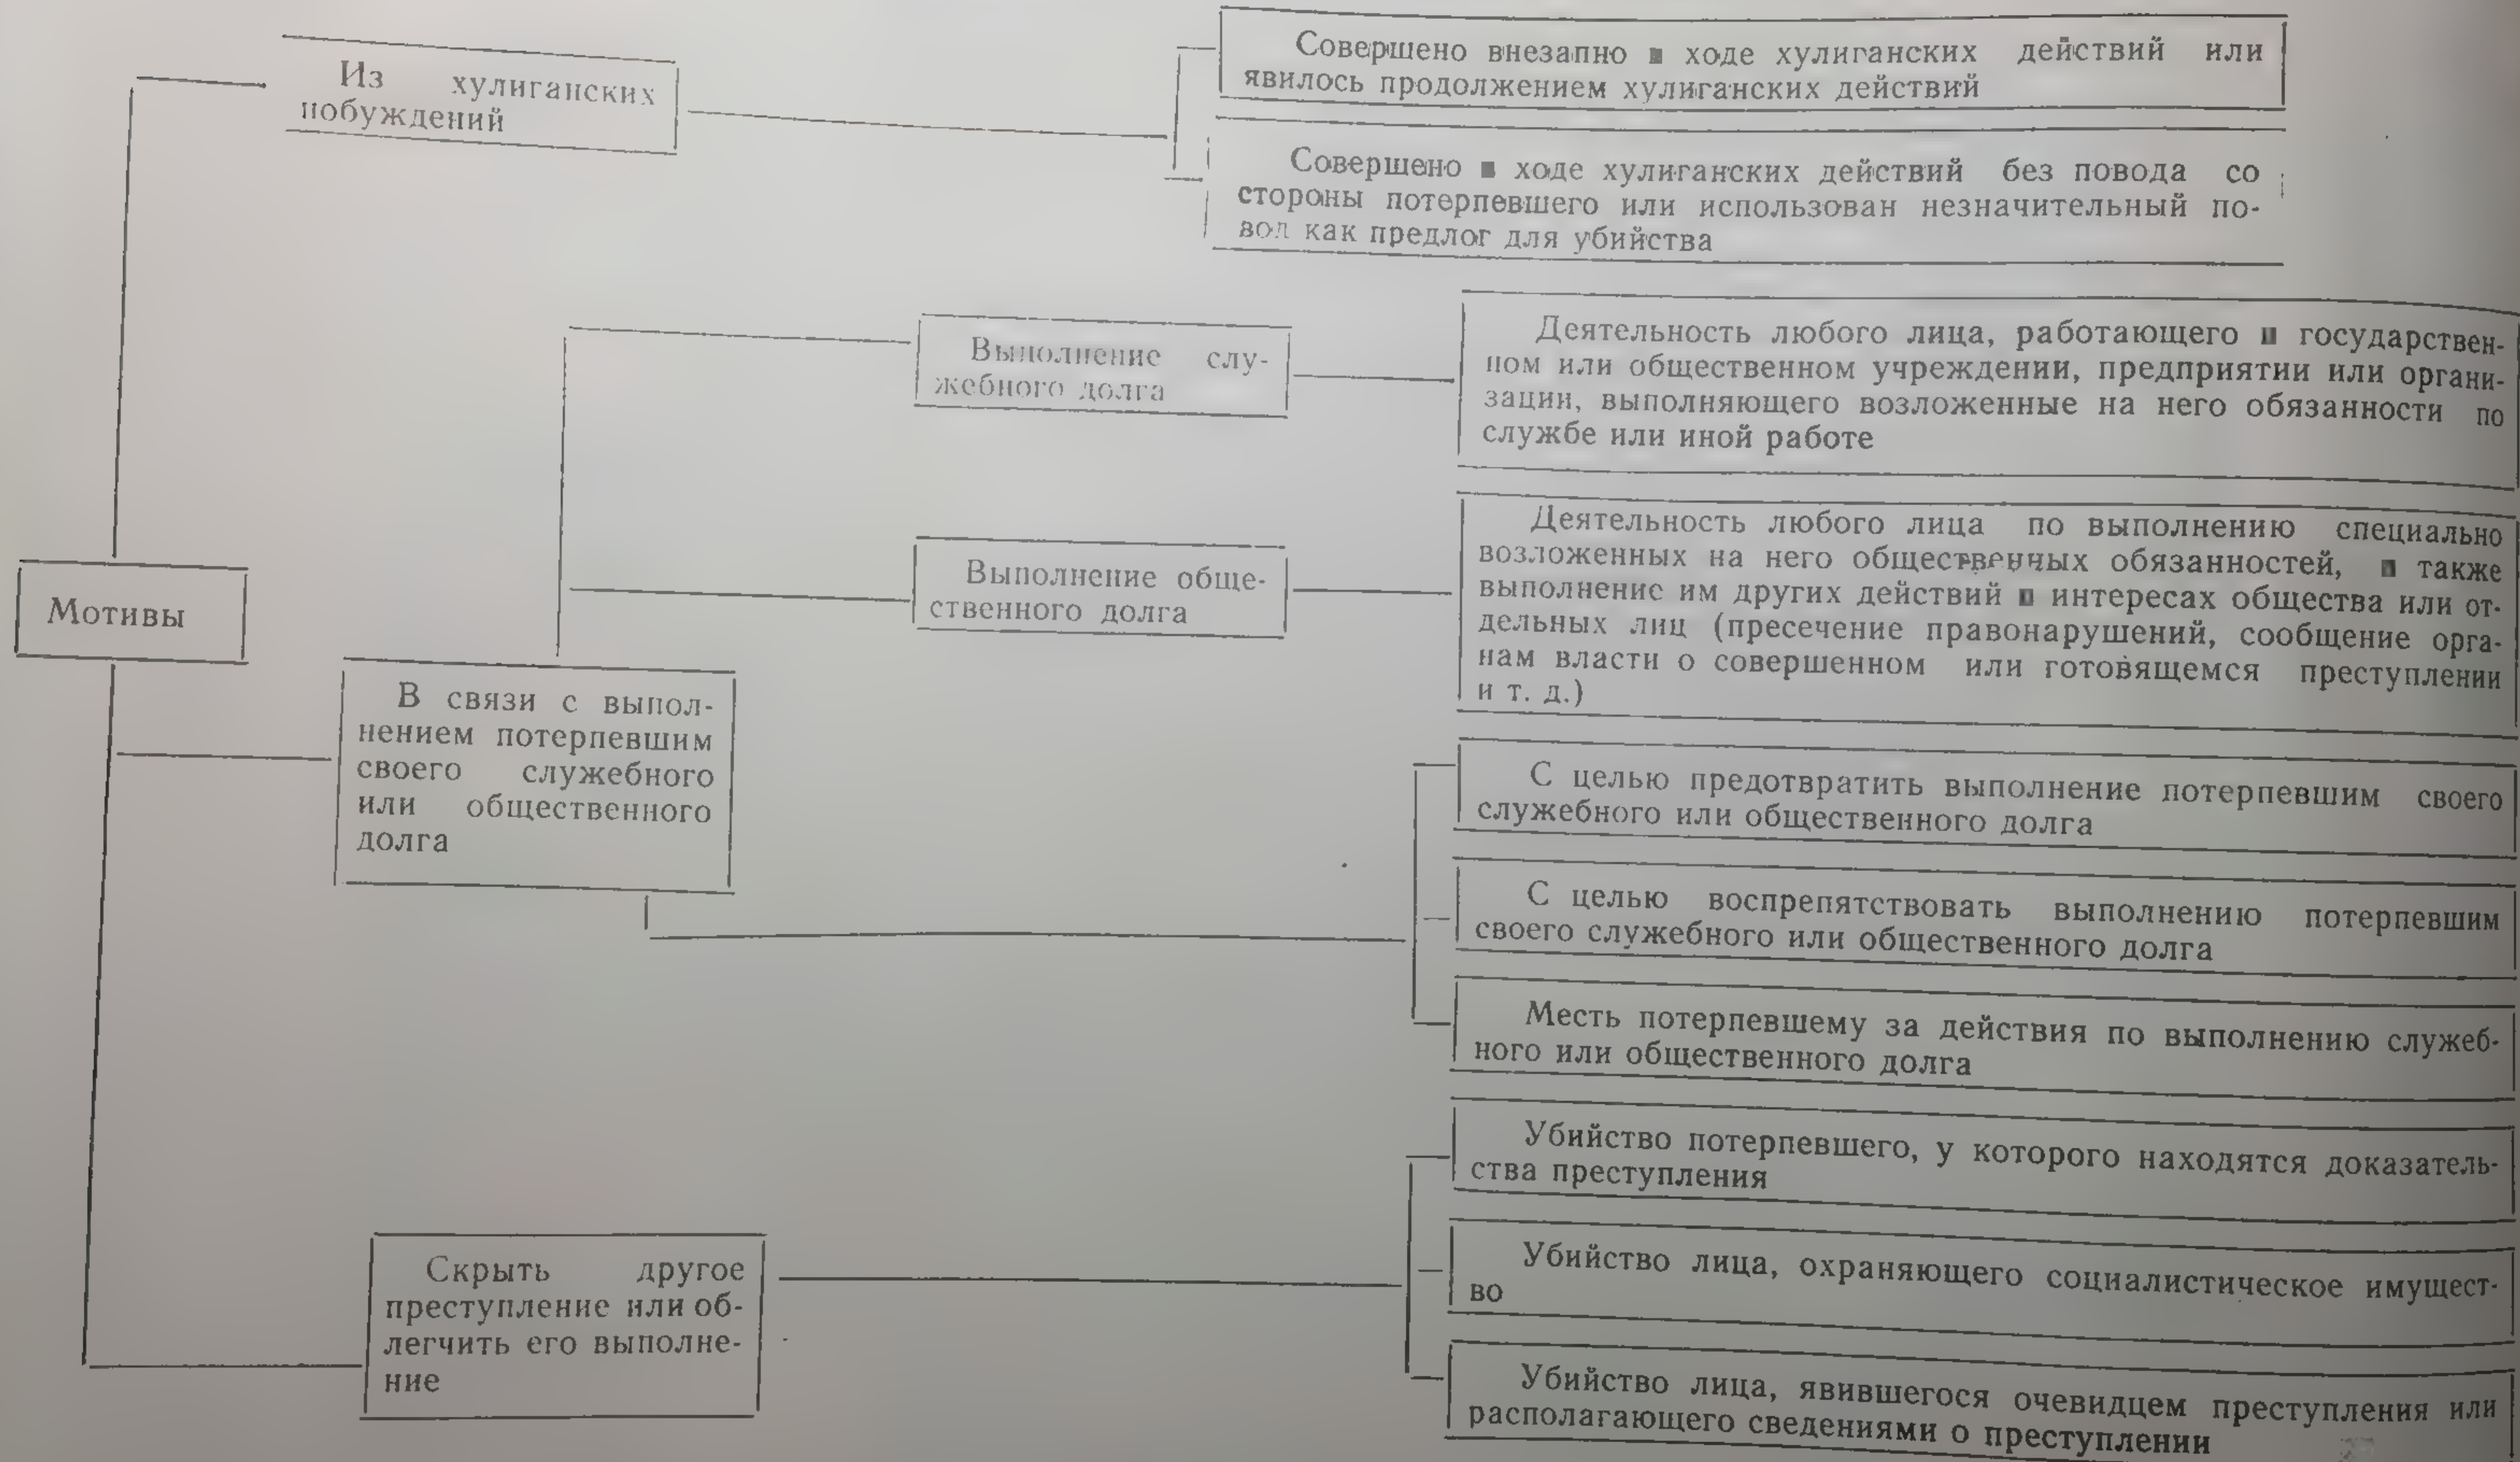 Из хулиганских
побуждений
Совершено внезапно в ходе хулиганских действий или
явилось продолжением хулиганских действий
Совершено в ходе хулиганских действий без повода со
стороны потерпевшего или использован незначительный по-
вод как предлог для убийства
Выполнение слу-
жебного долга
Деятельность любого лица, работающего в государствен-
ном или общественном учреждении, предприятии или органи-
зации, выполняющего возложенные на него обязанности по
службе или иной работе
Выполнение обще-
ственного долга
Деятельность любого лица по выполнению специально
возложенных на него общественных обязанностей, а также
выполнение им других действий в интересах общества или от-
дельных лиц (пресечение правонарушений, сообщение орга-
нам власти о совершенном или готовящемся преступлении
и т. д.)
Мотивы
В связи с выпол-
нением потерпевшим
своего служебного
или общественного
долга
С целью предотвратить выполнение потерпевшим своего
служебного или общественного долга
С целью воспрепятствовать выполнению потерпевшим
своего служебного или общественного долга
Месть потерпевшему за действия по выполнению служеб-
ного или общественного долга
Скрыть другое
преступление или об-
легчить его выполне-
ние
Убийство потерпевшего, у которого находятся доказатель-
ства преступления
Убийство лица, охраняющего социалистическое имущест-
во
Убийство лица, явившегося очевидцем преступления или
располагающего сведениями о преступлении